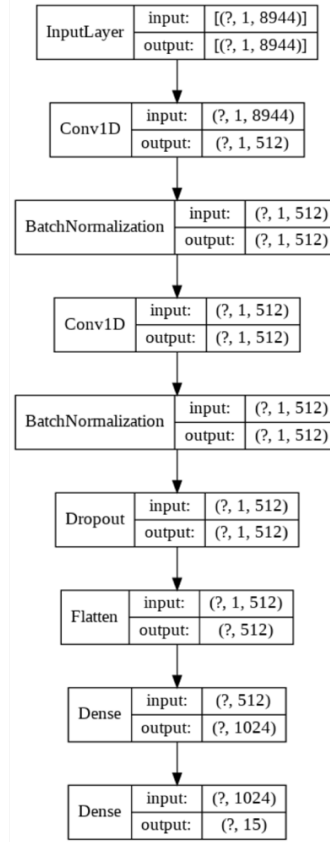 InputLayer input: [(?, 1, 8944)]
output: [(?, 1, 8944)]
Conv1D input: (?, 1, 8944)
output: (?, 1, 512)
BatchNormalization input: (?, 1, 512)
output: (?, 1, 512)
Conv1D input: (?, 1, 512)
output: (?, 1, 512)
BatchNormalization input: (?, 1, 512)
output: (?, 1, 512)
Dropout input: (?, 1, 512)
output: (?, 1, 512)
Flatten input: (?, 1, 512)
output: (?, 512)
Dense input: (?, 512)
output: (?, 1024)
Dense input: (?, 1024)
output: (?, 15)